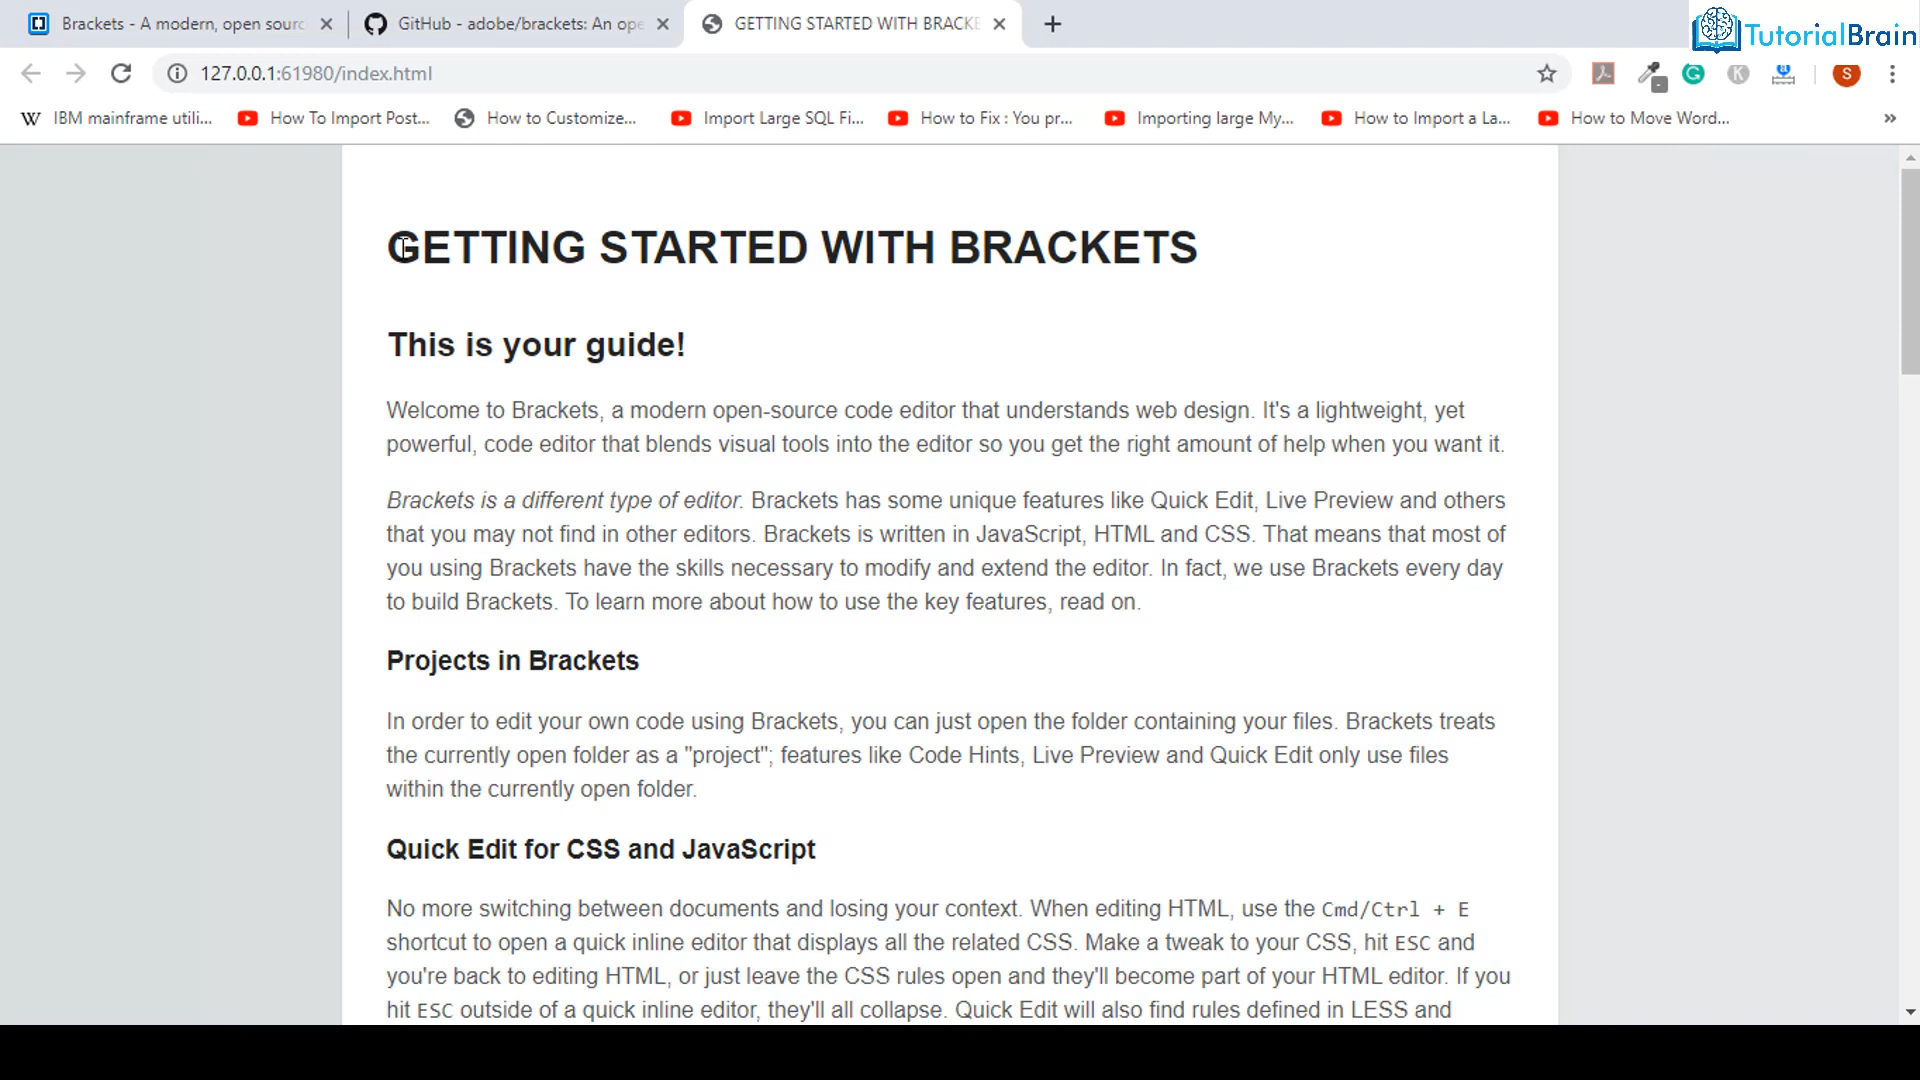 Brackets - A modern, open sourc
GitHub - adobe/brackets: An ope
GETTING STARTED WITH BRACKE
TutorialBrain
127.0.0.1:61980/index.html
S
W IBM mainframe utili...
How To Import Post...
How to Customize...
Import Large SQL Fi...
How to Fix : You pr...
Importing large My...
How to Import a La...
How to Move Word...
»
GETTING STARTED WITH BRACKETS
This is your guide!
Welcome to Brackets, a modern open-source code editor that understands web design. It's a lightweight, yet
powerful, code editor that blends visual tools into the editor so you get the right amount of help when you want it.
Brackets is a different type of editor. Brackets has some unique features like Quick Edit, Live Preview and others
that you may not find in other editors. Brackets is written in JavaScript, HTML and CSS. That means that most of
you using Brackets have the skills necessary to modify and extend the editor. In fact, we use Brackets every day
to build Brackets. To learn more about how to use the key features, read on.
Projects in Brackets
In order to edit your own code using Brackets, you can just open the folder containing your files. Brackets treats
the currently open folder as a "project"; features like Code Hints, Live Preview and Quick Edit only use files
within the currently open folder.
Quick Edit for CSS and JavaScript
No more switching between documents and losing your context. When editing HTML, use the Cmd/Ctrl + E
shortcut to open a quick inline editor that displays all the related CSS. Make a tweak to your CSS, hit ESC and
you're back to editing HTML, or just leave the CSS rules open and they'll become part of your HTML editor. If you
hit ESC outside of a quick inline editor, they'll all collapse. Quick Edit will also find rules defined in LESS and